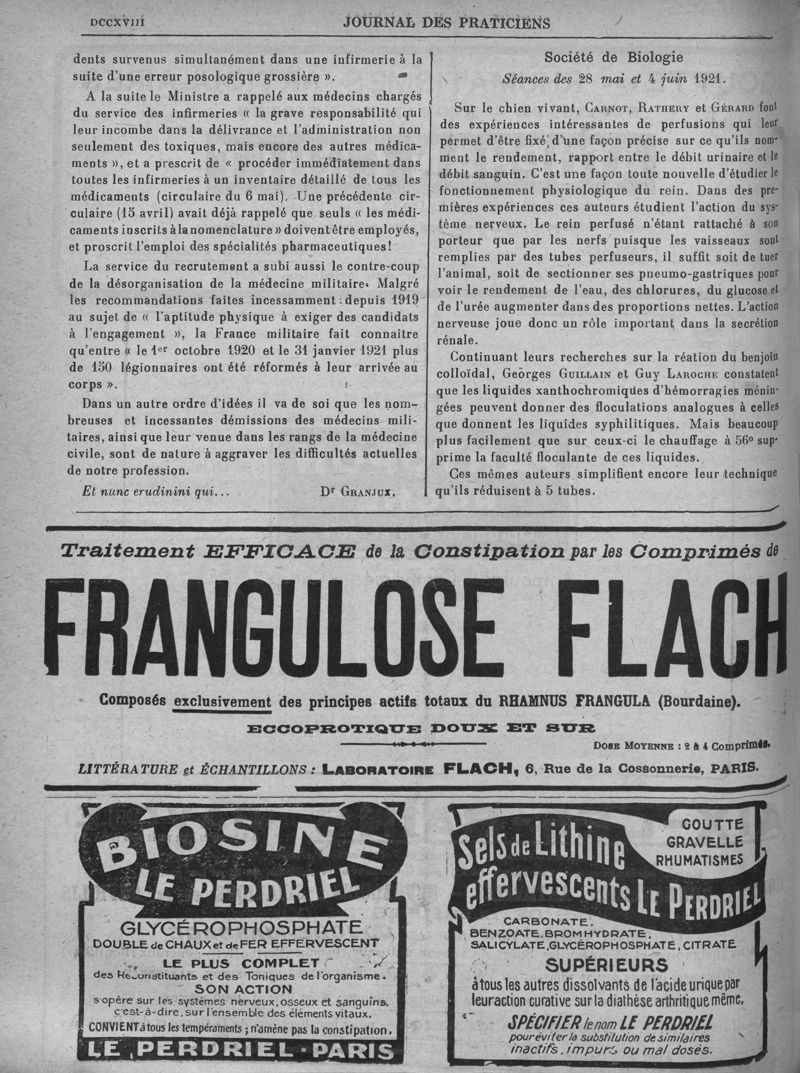 DCCXVIII
JOURNAL DES PRATICIENS
dents survenus simultanément dans une infirmerie à la
suite d'une erreur posologique grossière ».
A la suite le Ministre a rappelé aux médecins chargés
du service des infirmeries « la grave responsabilité qui
leur incombe dans la délivrance et l'administration non
seulement des toxiques, mais encore des autres médica-
ments », et a prescrit de « procéder immédiatement dans
toutes les infirmeries à un inventaire détaillé de tous les
médicaments (circulaire du 6 mai). Une précédente cir-
culaire (15 avril) avait déjà rappelé que seuls « les médi-
caments inscrits à la nomenclature » doivent être employés,
et proscrit l'emploi des spécialités pharmaceutiques!
La service du recrutement a subi aussi le contre-coup
de la désorganisation de la médecine militaire. Malgré
les recommandations faites incessamment : depuis 1919
au sujet de « l'aptitude physique à exiger des candidats
à l'engagement », la France militaire fait connaître
qu'entre « le 1er octobre 1920 et le 31 janvier 1921 plus
de 150 légionnaires ont été réformés à leur arrivée au
corps ».
Dans un autre ordre d'idées il va de soi que les nom-
breuses et incessantes démissions des médecins mili-
taires, ainsi que leur venue dans les rangs de la médecine
civile, sont de nature à aggraver les difficultés actuelles
de notre profession.
Et nunc erudinini qui...
Dr GRANJUX.
Société de Biologie
Séances des 28 mai et 4 juin 1921.
Sur le chien vivant, CARNOT, RATHERY et GÉRARD font
des expériences intéressantes de perfusions qui leur
permet d'être fixé d'une façon précise sur ce qu'ils nom-
ment le rendement, rapport entre le débit urinaire et le
débit sanguin. C'est une façon toute nouvelle d'étudier le
fonctionnement physiologique du rein. Dans des pre-
mières expériences ces auteurs étudient l'action du sys-
tème nerveux. Le rein perfusé n'étant rattaché à son
porteur que par les nerfs puisque les vaisseaux sont
remplies par des tubes perfuseurs, il suffit soit de tuer
l'animal, soit de sectionner ses pneumo-gastriques pour
voir le rendement de l'eau, des chlorures, du glucose et
de l'urée augmenter dans des proportions nettes. L'action
nerveuse joue donc un rôle important dans la secrétion
rénale.
Continuant leurs recherches sur la réation du benjoin
colloïdal, Geörges GUILLAIN et Guy LAROCHE constatent
que les liquides xanthochromiques d'hémorragies ménin-
gées peuvent donner des floculations analogues à celles
que donnent les liquides syphilitiques. Mais beaucoup
plus facilement que sur ceux-ci le chauffage à 56o sup-
prime la faculté floculante de ces liquides.
Ces mêmes auteurs simplifient encore leur technique
qu'ils réduisent à 5 tubes.
Traitement EFFICACE de la Constipation par les Comprimés de
FRANGULOSE FLACH
Composés exclusivement des principes actifs totaux du RHAMNUS FRANGULA (Bourdaine).
ECCOPROTIQUE DOUX ET SUR
DOSE MOYENNE : 2 à 4 Comprimés.
LITTÉRATURE et ÉCHANTILLONS : LABORATOIRE FLACH, 6, Rue de la Cossonnerie, PARIS.
BIOSINE
LE PERDRIEL
GLYCÉROPHOSPHATE
DOUBLE de CHAUX et de FER EFFERVESCENT
LE PLUS COMPLET
des Reconstituants et des Toniques de l'organisme.
SON ACTION
s'opère sur les systèmes nerveux, osseux et sanguins,
c'est-à-dire, sur l'ensemble des éléments vitaux.
CONVIENT à tous les tempéraments ; n'amène pas la constipation.
LE PERDRIEL - PARIS
GOUTTE
GRAVELLE
RHUMATISMES
Sels de Lithine
effervescents LE PERDRIEL
CARBONATE,
BENZOATE, BROMHYDRATE,
SALICYLATE, GLYCÉROPHOSPHATE, CITRATE
SUPÉRIEURS
à tous les autres dissolvants de l'acide urique par
leur action curative sur la diathèse arthritique même,
SPÉCIFIER le nom LE PERDRIEL
pour éviter la substitution de similaires
inactifs, impurs ou mal dosés.